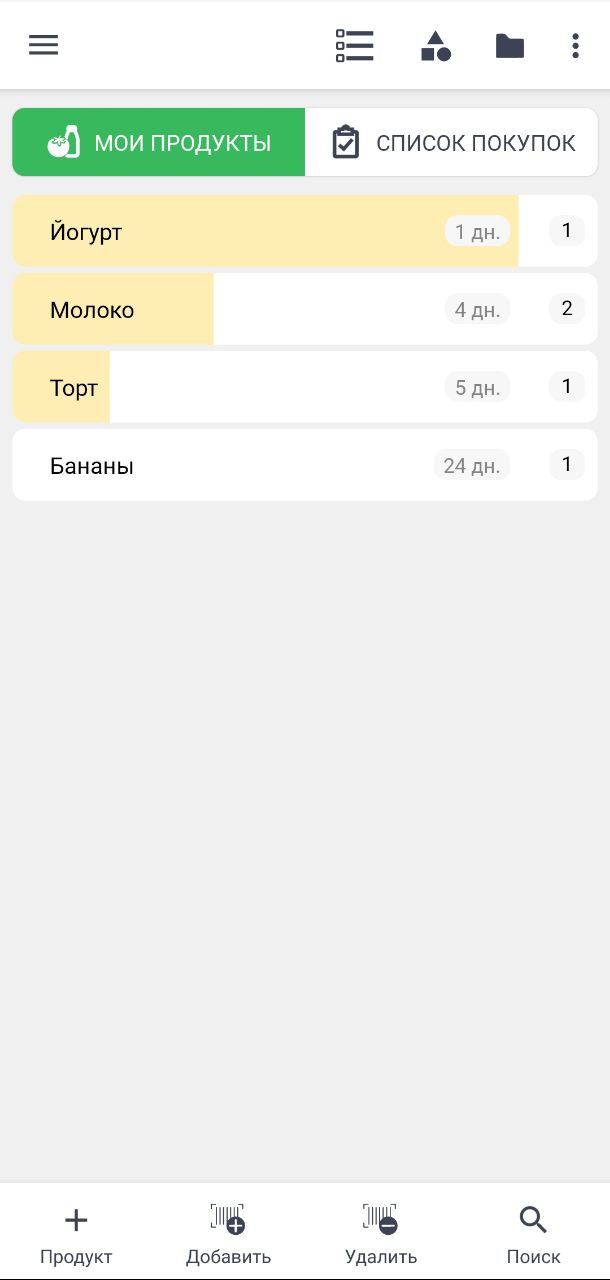 МОИ ПРОДУКТЫ СПИСОК ПОКУПОК
Йогурт 1 дн. 1
Молоко 4 дн. 2
Торт 5 дн. 1
Бананы 24 дн. 1
Продукт Добавить Удалить Поиск